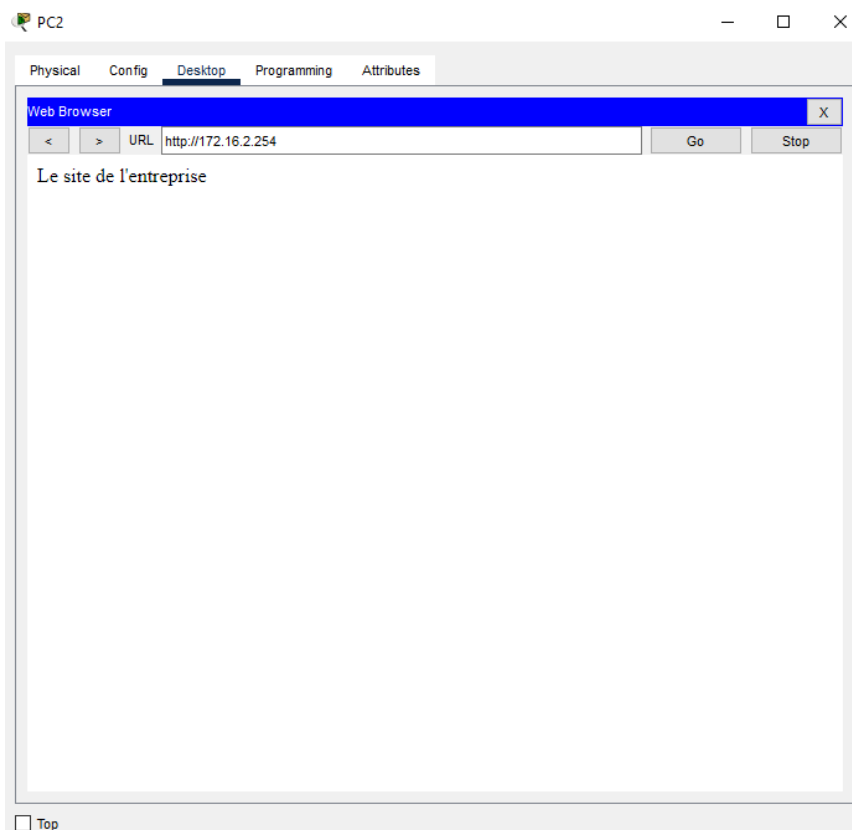 PC2
Physical Config Desktop Programming Attributes
Web Browser X
< > URL http://172.16.2.254 Go Stop
Le site de l'entreprise
Top